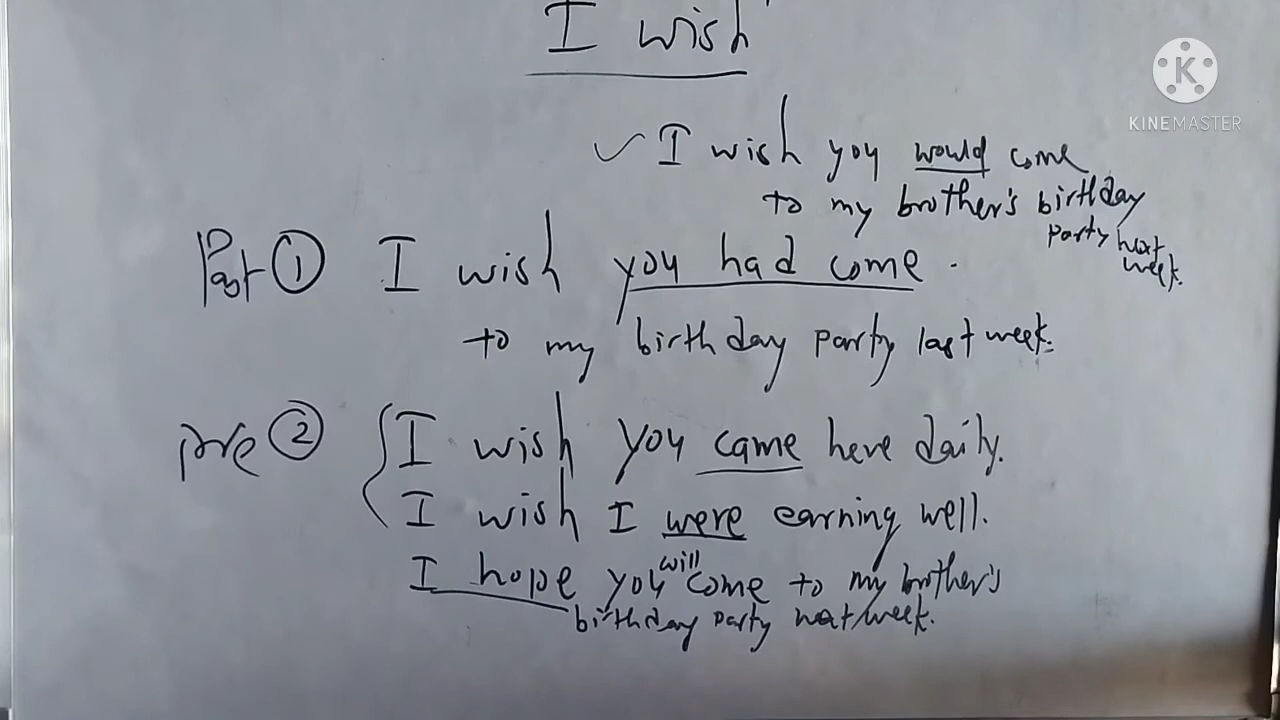 I wish
KINEMASTER
✓ I wish you would come
to my brother's birthday
party next
week.
Past ① I wish you had come.
to my birthday party last week.
pre ② { I wish you came here daily.
I wish I were earning well.
I hope you will come to my brother's
birthday party next week.